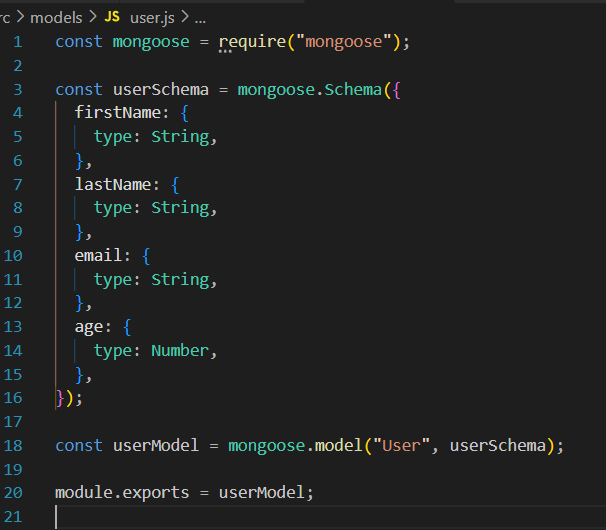 rc > models > JS user.js > ...
1 const mongoose = require("mongoose");
2
3 const userSchema = mongoose.Schema({
4   firstName: {
5     type: String,
6   },
7   lastName: {
8     type: String,
9   },
10   email: {
11     type: String,
12   },
13   age: {
14     type: Number,
15   },
16 });
17
18 const userModel = mongoose.model("User", userSchema);
19
20 module.exports = userModel;
21